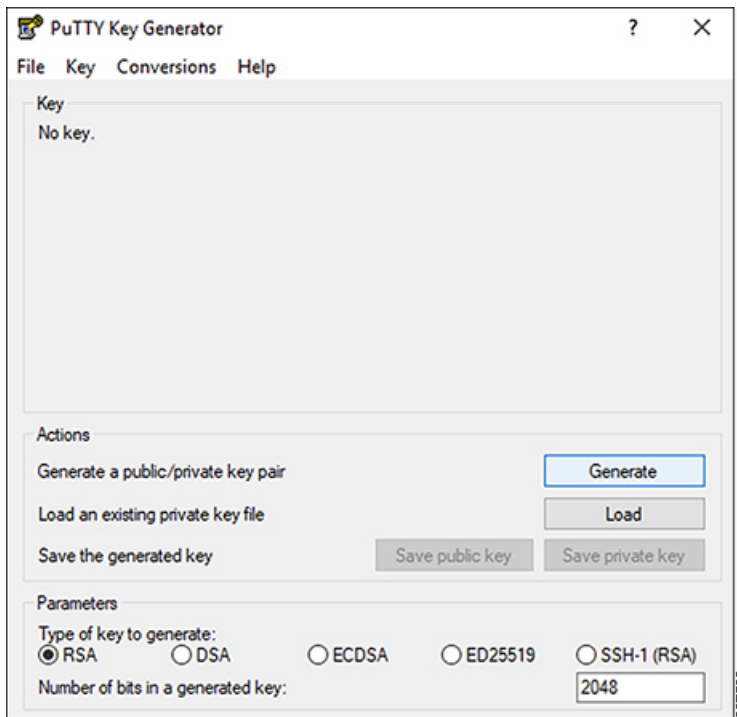 PuTTY Key Generator ?
File Key Conversions Help
Key
No key.
Actions
Generate a public/private key pair Generate
Load an existing private key file Load
Save the generated key Save public key Save private key
Parameters
Type of key to generate:
RSA DSA ECDSA ED25519 SSH-1 (RSA)
Number of bits in a generated key: 2048